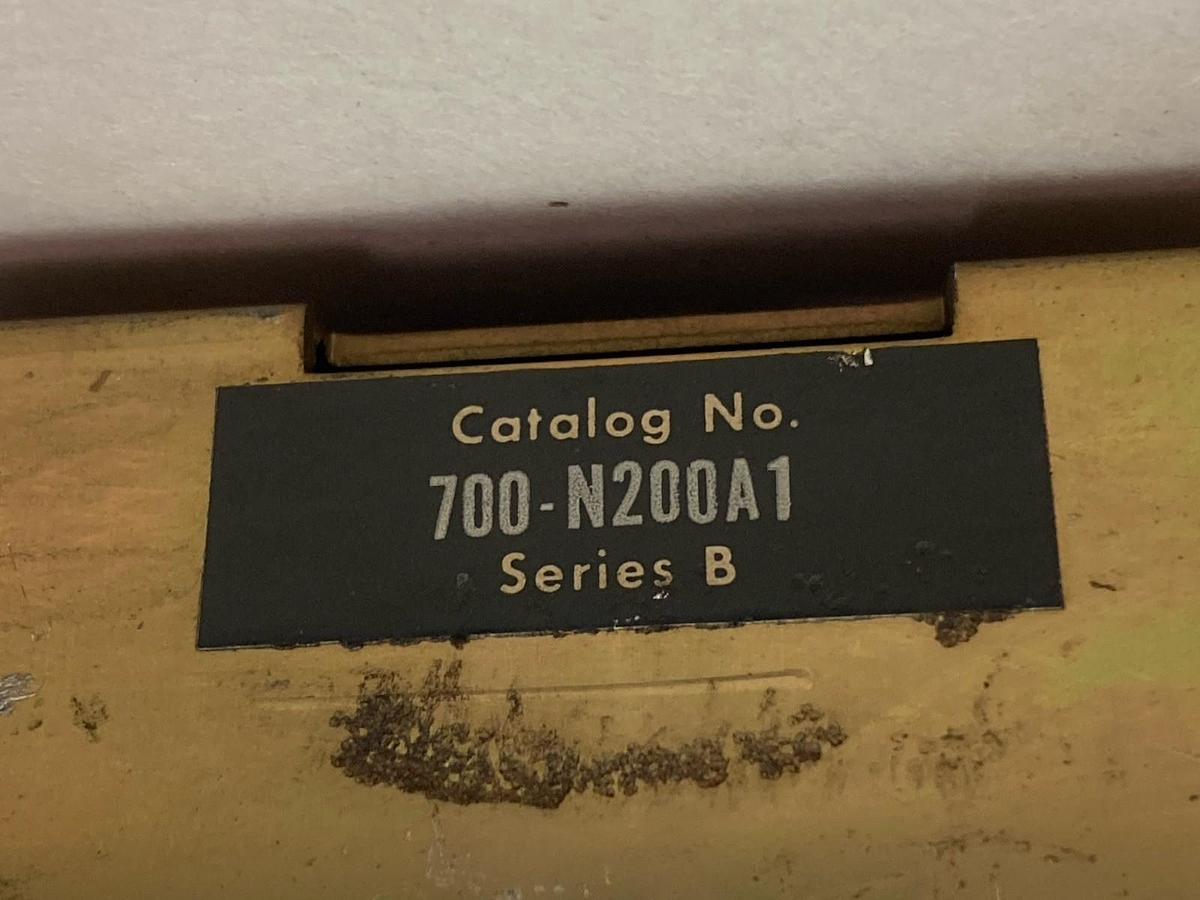 Catalog No.
700-N200A1
Series B